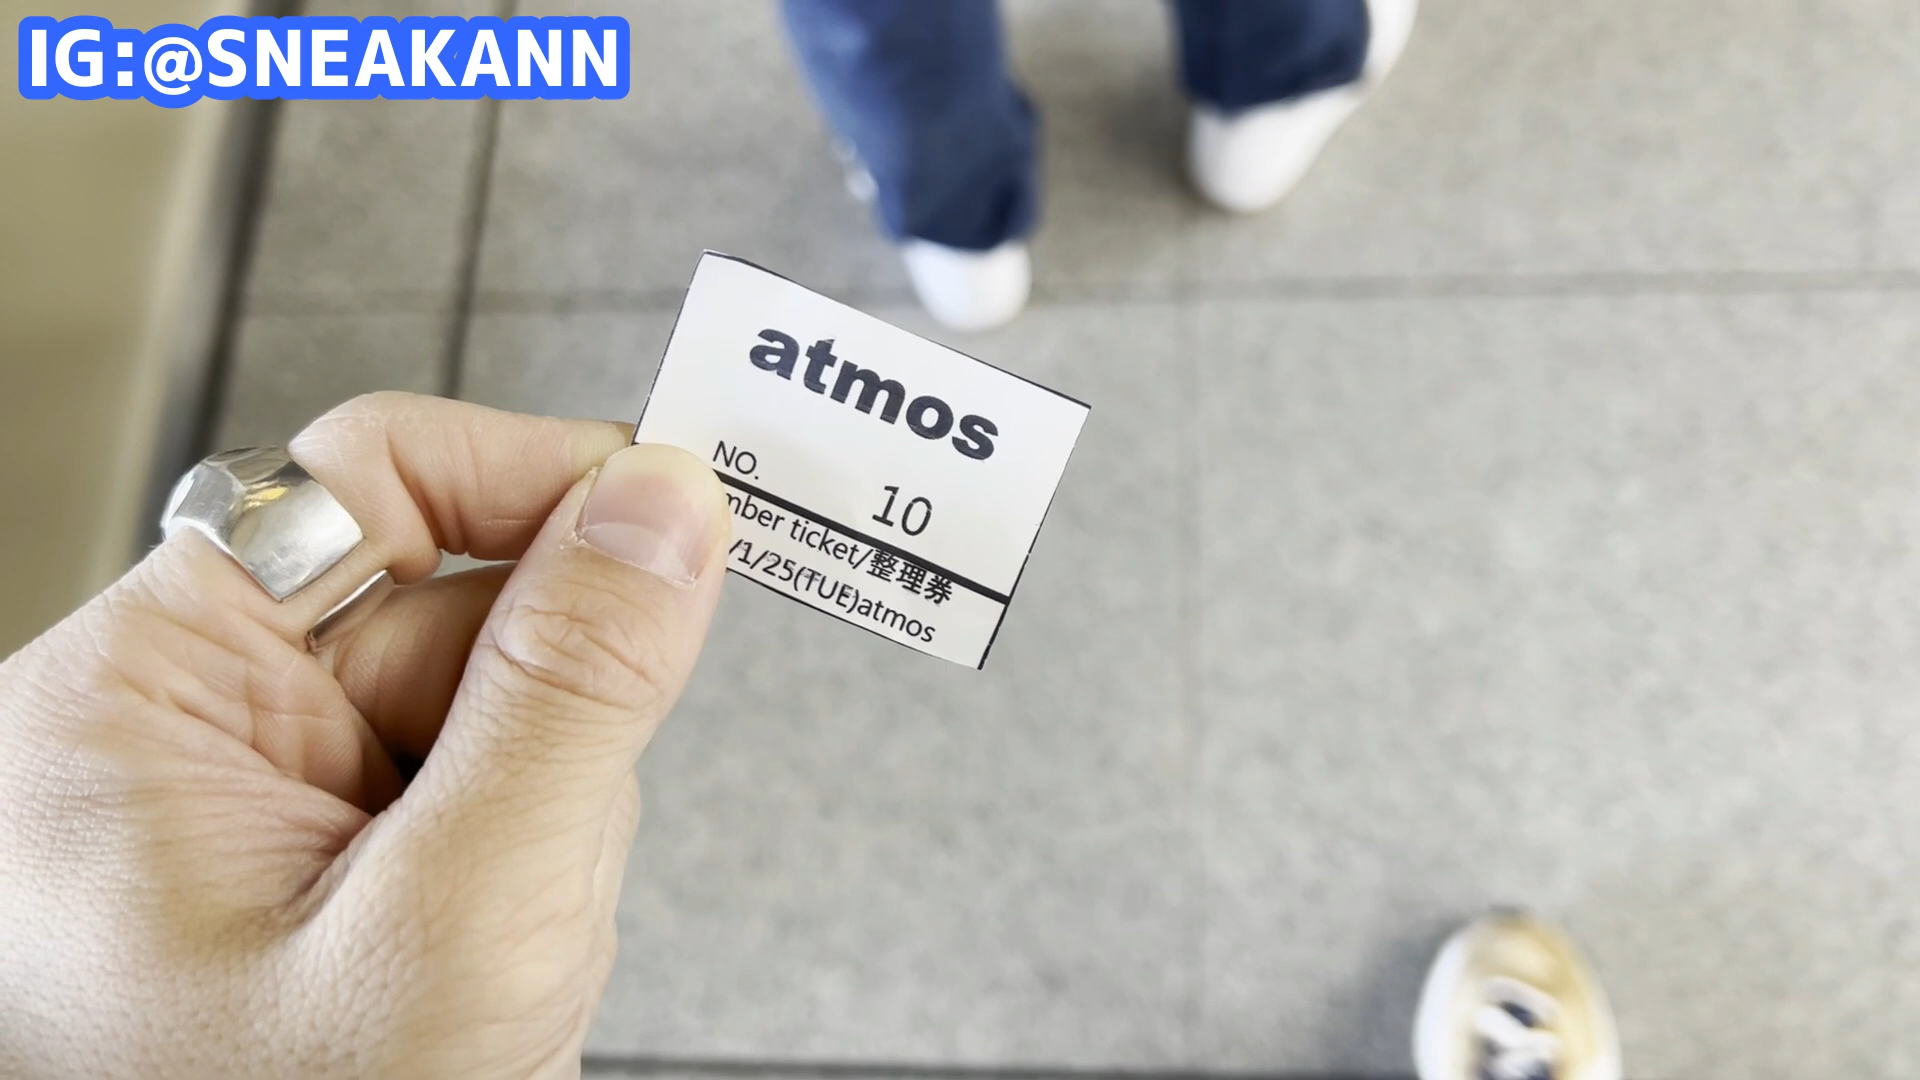 IG:@SNEAKANN
atmos
NO. 10
mber ticket/整理券
/1/25(TUE)atmos